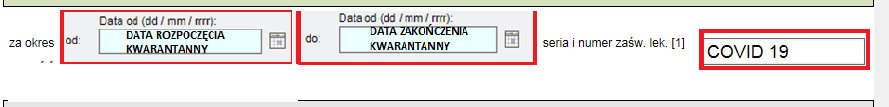 Data od (dd / mm / rrrr):
Data od (dd / mm / rrrr):
za okres od: DATA ROZPOCZĘCIA KWARANTANNY do: DATA ZAKOŃCZENIA KWARANTANNY seria i numer zaśw. lek. [1] COVID 19